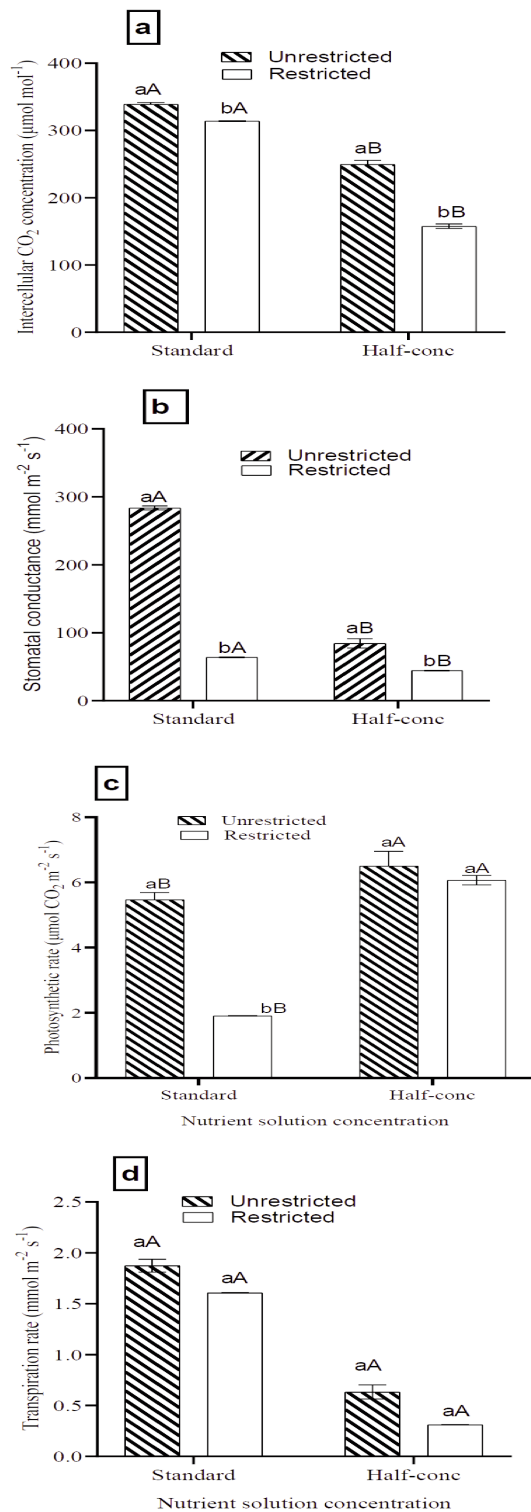 a
Unrestricted
Restricted
Intercellular CO₂ concentration (µmol mol⁻¹)
400
300
200
100
0
aA
bA
aB
bB
Standard
Half-conc
b
Unrestricted
Restricted
Stomatal conductance (mmol m⁻² s⁻¹)
400
300
200
100
0
aA
bA
aB
bB
Standard
Half-conc
c
Unrestricted
Restricted
Photosynthetic rate (µmol CO₂ m⁻² s⁻¹)
8
6
4
2
0
aB
bB
aA
aA
Standard
Half-conc
Nutrient solution concentration
d
Unrestricted
Restricted
Transpiration rate (mmol m⁻² s⁻¹)
2.5
2.0
1.5
1.0
0.5
0.0
aA
aA
aA
aA
Standard
Half-conc
Nutrient solution concentration